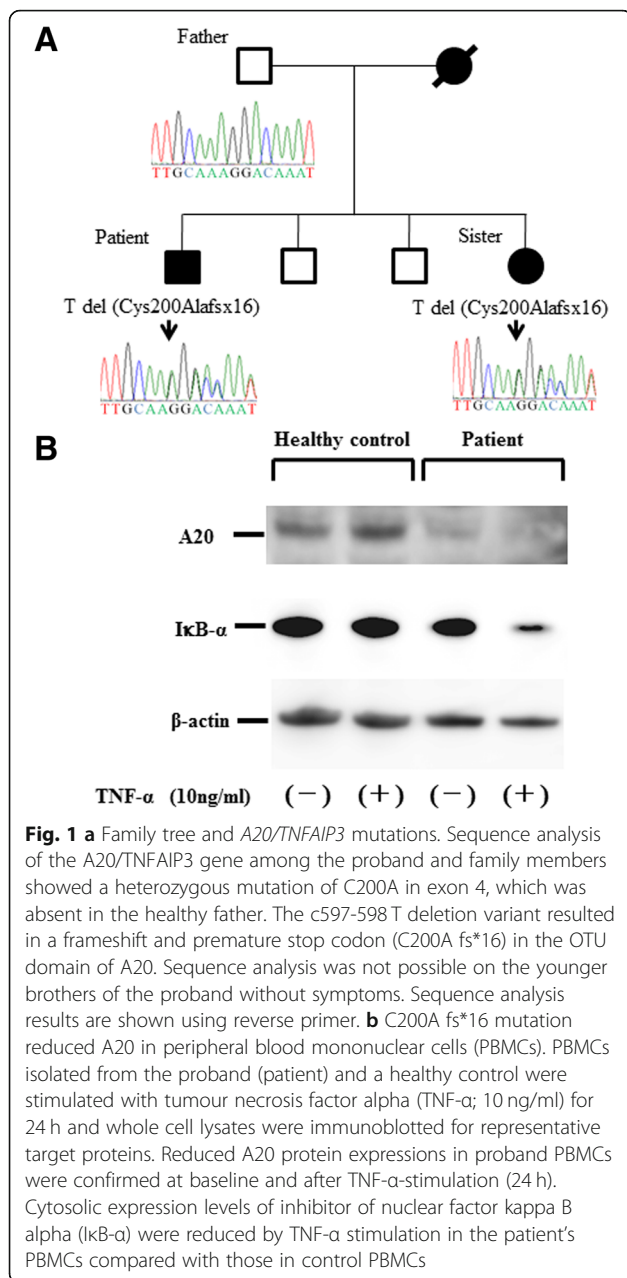 A
Father
TTGCAAAGGACAAAT
Patient
Sister
T del (Cys200Alafsx16)
T del (Cys200Alafsx16)
TTGCAAGGACAAAT
TTGCAAGGACAAAT
B
Healthy control
Patient
A20
IκB-α
β-actin
TNF-α (10ng/ml) (−) (+) (−) (+)
Fig. 1 a Family tree and A20/TNFAIP3 mutations. Sequence analysis
of the A20/TNFAIP3 gene among the proband and family members
showed a heterozygous mutation of C200A in exon 4, which was
absent in the healthy father. The c597-598 T deletion variant resulted
in a frameshift and premature stop codon (C200A fs*16) in the OTU
domain of A20. Sequence analysis was not possible on the younger
brothers of the proband without symptoms. Sequence analysis
results are shown using reverse primer. b C200A fs*16 mutation
reduced A20 in peripheral blood mononuclear cells (PBMCs). PBMCs
isolated from the proband (patient) and a healthy control were
stimulated with tumour necrosis factor alpha (TNF-α; 10 ng/ml) for
24 h and whole cell lysates were immunoblotted for representative
target proteins. Reduced A20 protein expressions in proband PBMCs
were confirmed at baseline and after TNF-α-stimulation (24 h).
Cytosolic expression levels of inhibitor of nuclear factor kappa B
alpha (IκB-α) were reduced by TNF-α stimulation in the patient's
PBMCs compared with those in control PBMCs